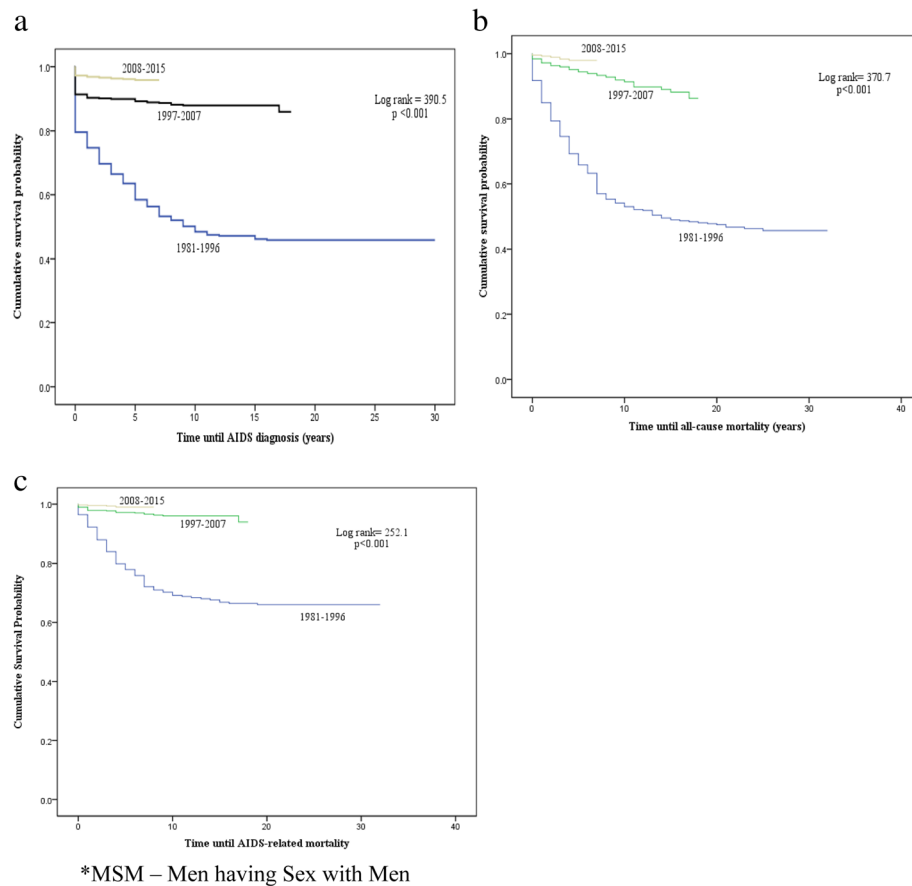 a
Cumulative survival probability
1.0
0.8
0.6
0.4
0.2
0.0
2008-2015
1997-2007
1981-1996
Log rank = 390.5
p <0.001
0 5 10 15 20 25 30
Time until AIDS diagnosis (years)
b
Cumulative survival probability
1.0
0.8
0.6
0.4
0.2
0.0
2008-2015
1997-2007
1981-1996
Log rank = 370.7
p <0.001
0 10 20 30 40
Time until all-cause mortality (years)
c
Cumulative Survival Probability
1.0
0.8
0.6
0.4
0.2
0.0
2008-2015
1997-2007
1981-1996
Log rank= 252.1
p<0.001
0 10 20 30 40
Time until AIDS-related mortality
*MSM – Men having Sex with Men